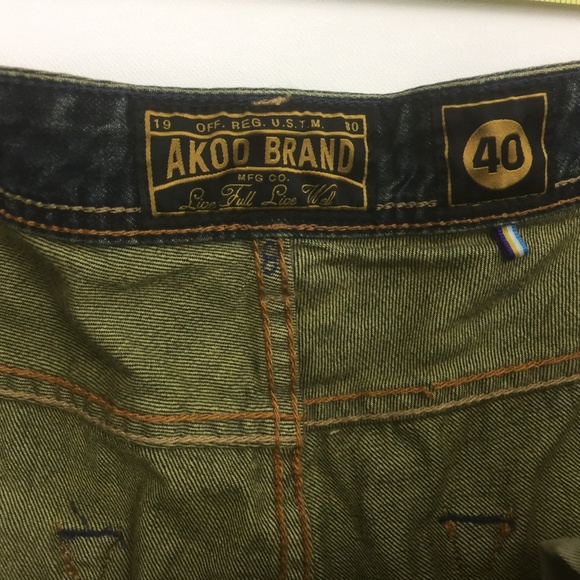 19 OFF. REG. U.S.T.M. 80
AKOO BRAND
MFG CO.
Live Full Live Well
40